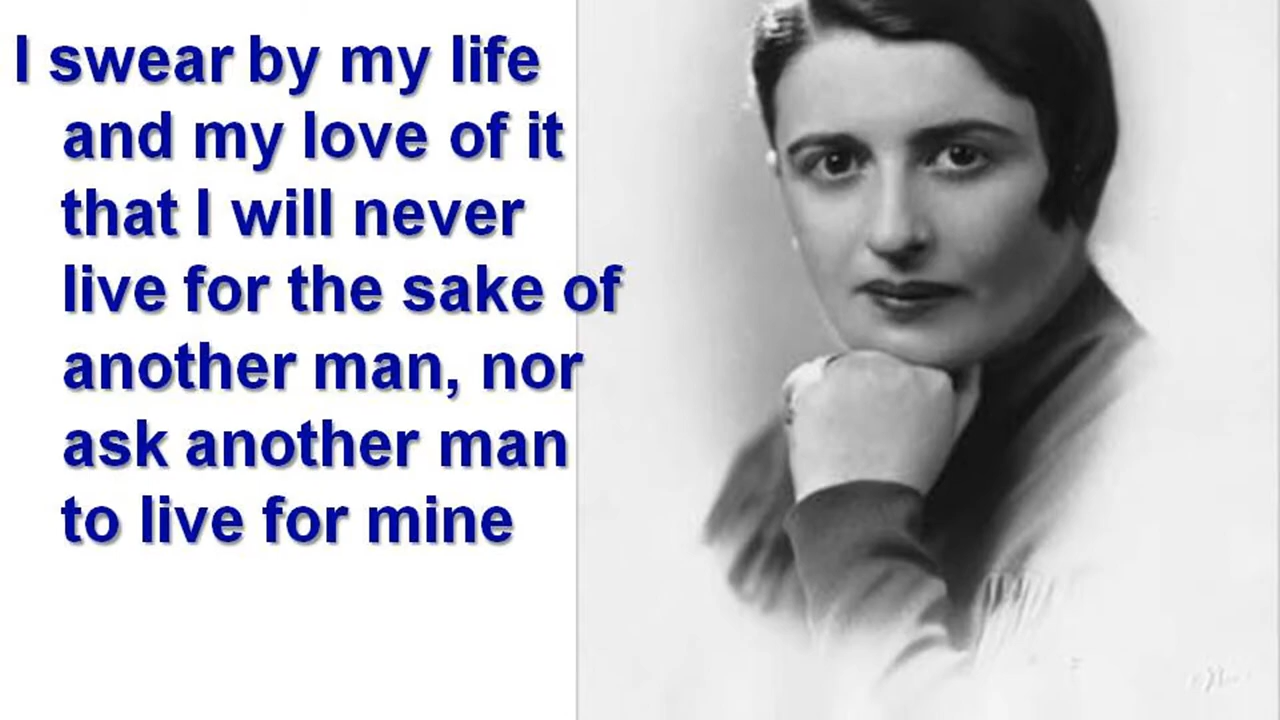 I swear by my life
and my love of it
that I will never
live for the sake of
another man, nor
ask another man
to live for mine